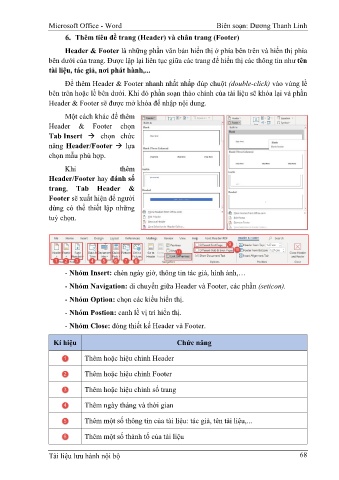 Microsoft Office - Word
Biên soạn: Dương Thanh Linh
6. Thêm tiêu đề trang (Header) và chân trang (Footer)
Header & Footer là những phần văn bản hiển thị ở phía bên trên và hiển thị phía
bên dưới của trang. Được lặp lại liên tục giữa các trang để hiển thị các thông tin như tên
tài liệu, tác giả, nơi phát hành,...
Để thêm Header & Footer nhanh nhất nhấp đúp chuột (double-click) vào vùng lề
bên trên hoặc lề bên dưới. Khi đó phần soạn thảo chính của tài liệu sẽ khóa lại và phần
Header & Footer sẽ được mở khóa để nhập nội dung.
Một cách khác để thêm
Header & Footer chọn
Tab Insert → chọn chức
năng Header/Footer → lựa
chọn mẫu phù hợp.
Khi thêm
Header/Footer hay đánh số
trang, Tab Header &
Footer sẽ xuất hiện để người
dùng có thể thiết lập những
tuỳ chọn.
- Nhóm Insert: chèn ngày giờ, thông tin tác giả, hình ảnh,…
- Nhóm Navigation: di chuyển giữa Header và Footer, các phần (setion).
- Nhóm Option: chọn các kiểu hiển thị.
- Nhóm Postion: canh lề vị trí hiển thị.
- Nhóm Close: đóng thiết kế Header và Footer.
Kí hiệu Chức năng
1 Thêm hoặc hiệu chỉnh Header
2 Thêm hoặc hiệu chỉnh Footer
3 Thêm hoặc hiệu chỉnh số trang
4 Thêm ngày tháng và thời gian
5 Thêm một số thông tin của tài liệu: tác giả, tên tài liệu,...
6 Thêm một số thành tố của tài liệu
Tài liệu lưu hành nội bộ
68